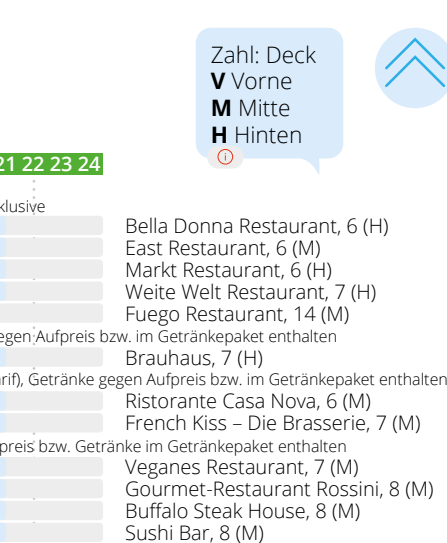 Zahl: Deck
V Vorne
M Mitte
H Hinten
21 22 23 24
klusive
Bella Donna Restaurant, 6 (H)
East Restaurant, 6 (M)
Markt Restaurant, 6 (H)
Weite Welt Restaurant, 7 (H)
Fuego Restaurant, 14 (M)
egen Aufpreis bzw. im Getränkepaket enthalten
Brauhaus, 7 (H)
arif), Getränke gegen Aufpreis bzw. im Getränkepaket enthalten
Ristorante Casa Nova, 6 (M)
French Kiss – Die Brasserie, 7 (M)
preis bzw. Getränke im Getränkepaket enthalten
Veganes Restaurant, 7 (M)
Gourmet-Restaurant Rossini, 8 (M)
Buffalo Steak House, 8 (M)
Sushi Bar, 8 (M)